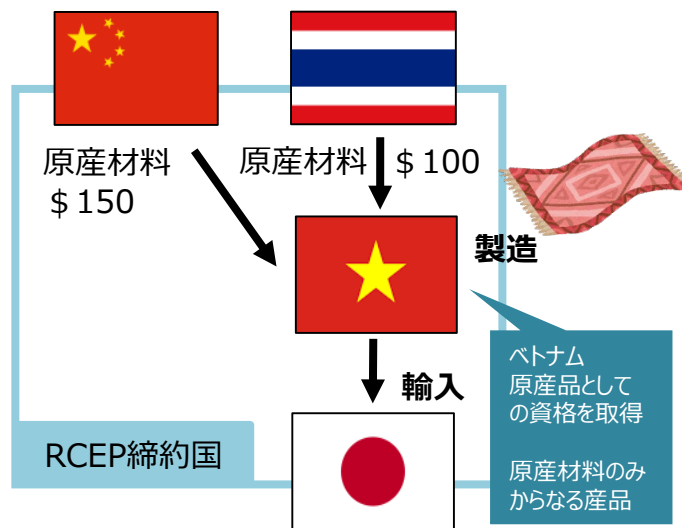 原産材料
＄150
原産材料 ＄100
製造
ベトナム
原産品として
の資格を取得
原産材料のみ
からなる産品
輸入
RCEP締約国